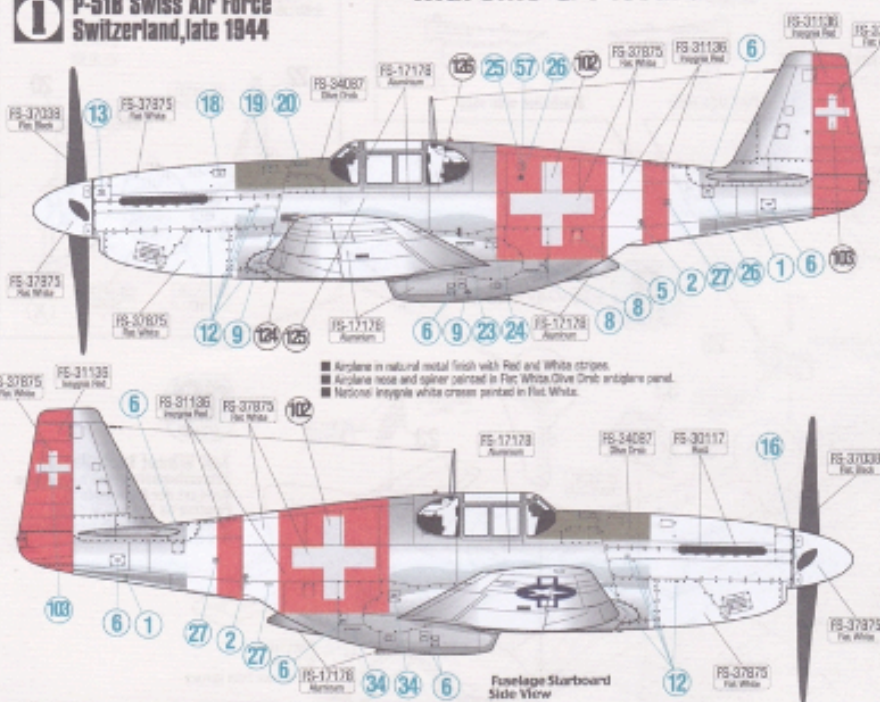 1
P-51B Swiss Air Force
Switzerland, late 1944
FS-37038
Flat Black
13
FS-37875
Flat White
18
19
20
FS-34087
Olive Drab
FS-17178
Aluminum
126
25
57
26
102
FS-37875
Flat White
FS-31136
Insignia Red
6
FS-31136
Insignia Red
FS-37875
Flat White
FS-37875
Flat White
12
9
124
125
FS-17178
Aluminium
6
9
23
24
FS-17178
Aluminum
8
8
5
2
27
26
1
6
103
■ Airplane in natural metal finish with Red and White stripes.
■ Airplane nose and spiner painted in Flat White.Olive Drab antiglare panel.
■ National insygnia white crosses painted in Flat White.
FS-31136
Insignia Red
6
FS-31136
Insignia Red
FS-37875
Flat White
102
FS-17178
Aluminum
FS-34087
Olive Drab
FS-30117
16
FS-37038
Flat Black
103
6
1
27
2
27
6
FS-17178
Aluminum
34
34
6
Fuselage Starboard
Side View
12
FS-37875
Flat White
FS-37875
Flat White